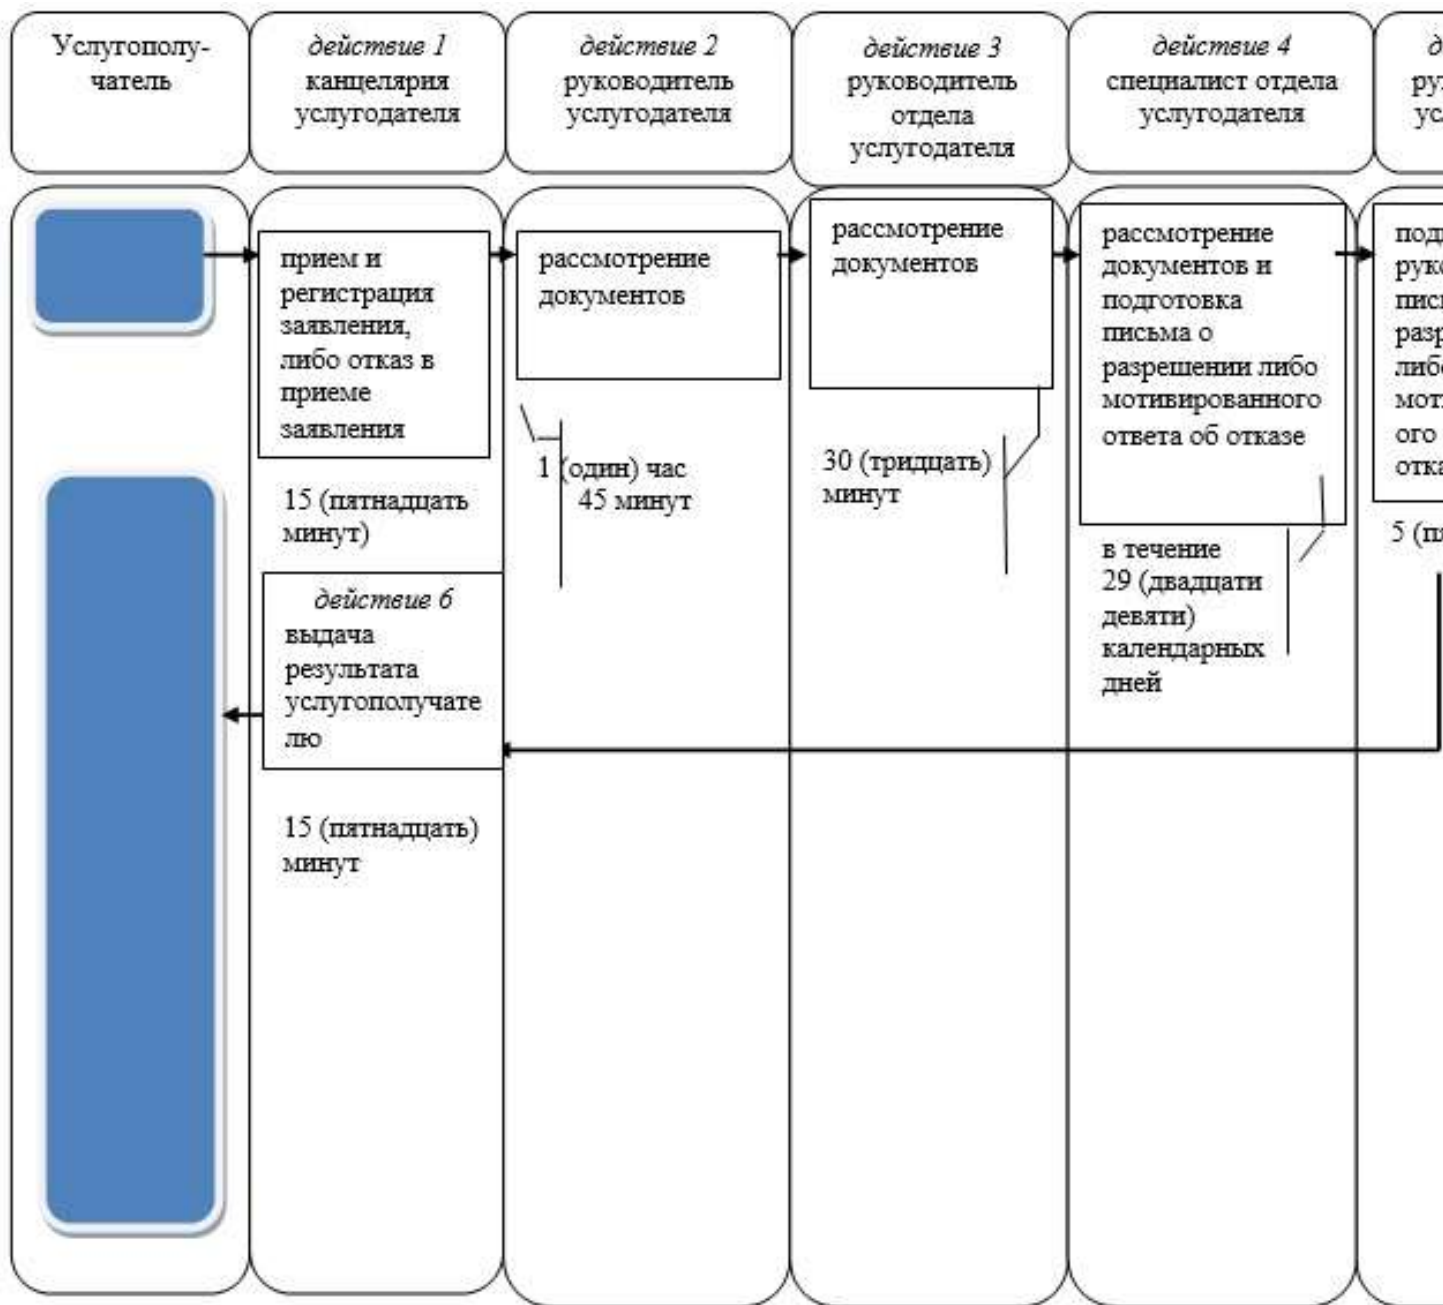 Услугополу-
чатель
действие 1
канцелярия
услугодателя
действие 2
руководитель
услугодателя
действие 3
руководитель
отдела
услугодателя
действие 4
специалист отдела
услугодателя
прием и
регистрация
заявления,
либо отказ в
приеме
заявления
15 (пятнадцать
минут)
рассмотрение
документов
1 (один) час
45 минут
рассмотрение
документов
30 (тридцать)
минут
рассмотрение
документов и
подготовка
письма о
разрешении либо
мотивированного
ответа об отказе
в течение
29 (двадцати
девяти)
календарных
дней
5
действие 6
выдача
результата
услугополучате
лю
15 (пятнадцать)
минут